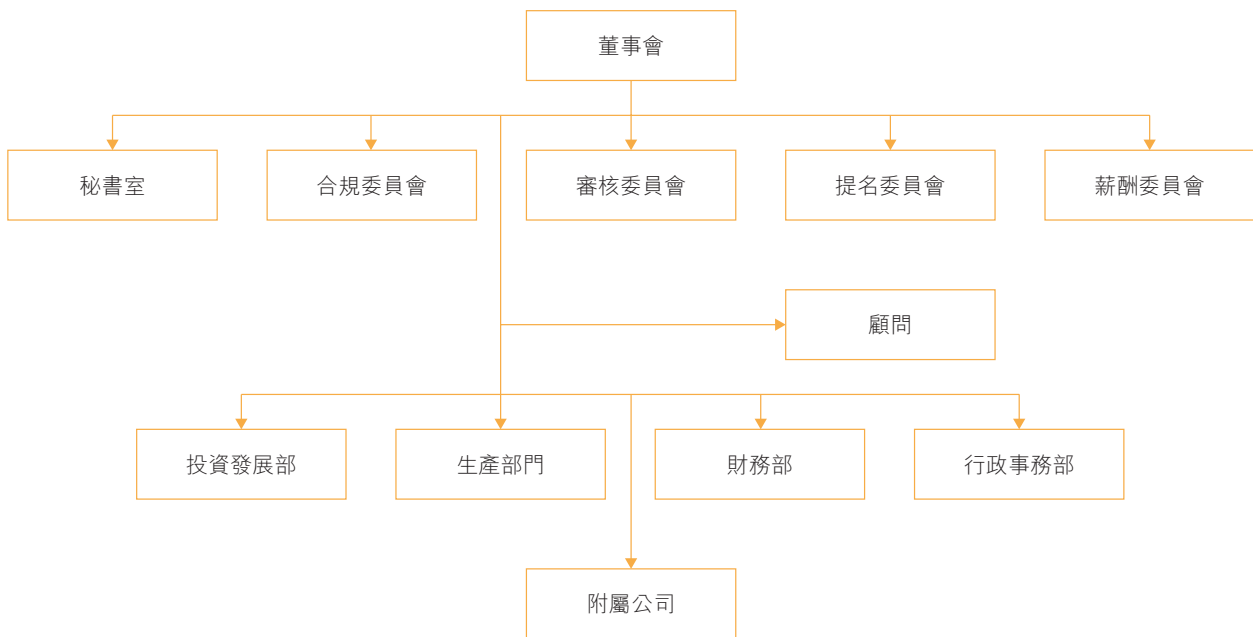 董事會
秘書室
合規委員會
審核委員會
提名委員會
薪酬委員會
顧問
投資發展部
生產部門
財務部
行政事務部
附屬公司